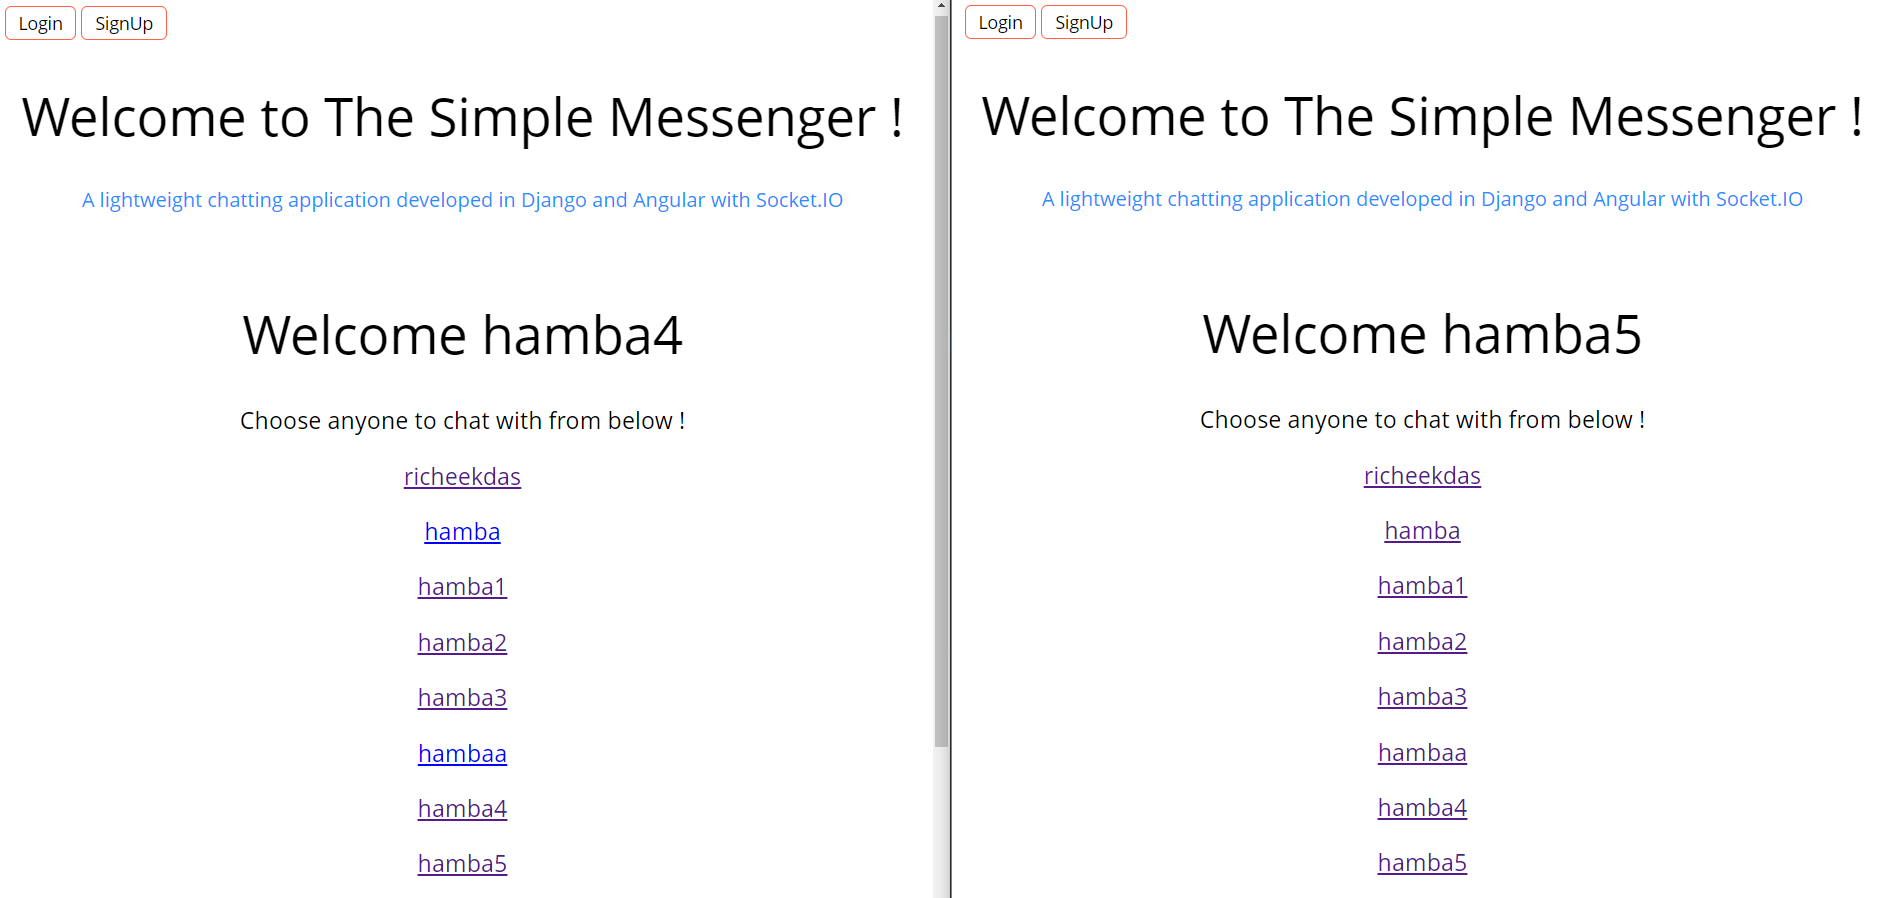 Login SignUp
Welcome to The Simple Messenger !
A lightweight chatting application developed in Django and Angular with Socket.IO
Welcome hamba4
Choose anyone to chat with from below !
richeekdas
hamba
hamba1
hamba2
hamba3
hambaa
hamba4
hamba5
Login SignUp
Welcome to The Simple Messenger !
A lightweight chatting application developed in Django and Angular with Socket.IO
Welcome hamba5
Choose anyone to chat with from below !
richeekdas
hamba
hamba1
hamba2
hamba3
hambaa
hamba4
hamba5